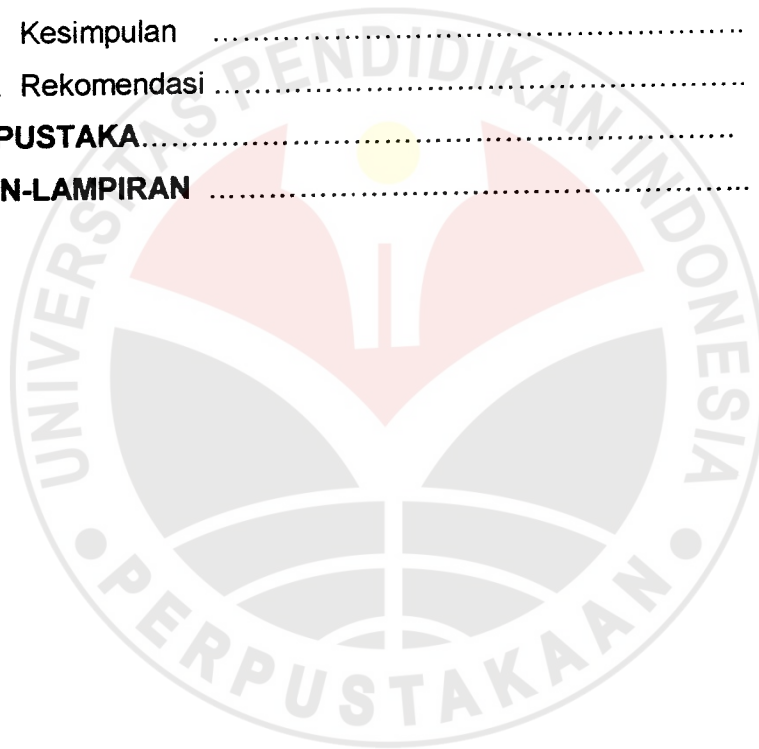 Kesimpulan ......................................................
Rekomendasi ......................................................
PUSTAKA............................................................
N-LAMPIRAN ......................................................
UNIVERSITAS PENDIDIKAN INDONESIA
PERPUSTAKAAN